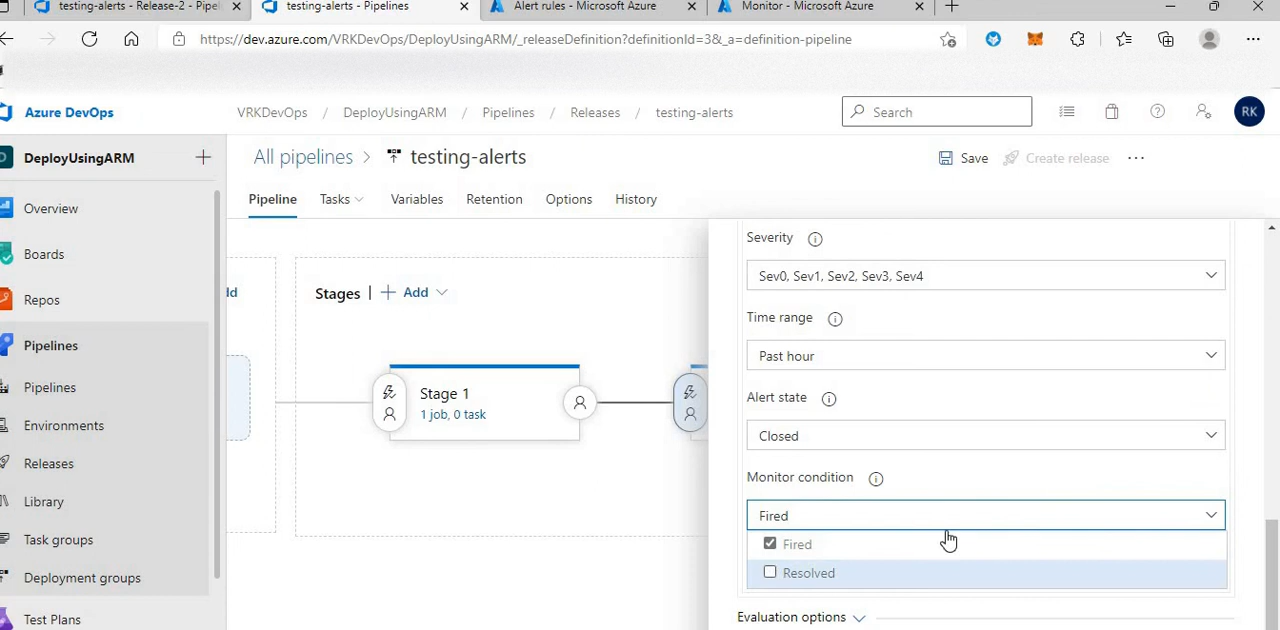 testing-alerts - Release-2 - Pipel
testing-alerts - Pipelines
Alert rules - Microsoft Azure
Monitor - Microsoft Azure
https://dev.azure.com/VRKDevOps/DeployUsingARM/_releaseDefinition?definitionId=3&_a=definition-pipeline
Azure DevOps
VRKDevOps / DeployUsingARM / Pipelines / Releases / testing-alerts
Search
RK
DeployUsingARM
All pipelines > testing-alerts
Save
Create release
Overview
Pipeline
Tasks
Variables
Retention
Options
History
Boards
Repos
Pipelines
Pipelines
Environments
Releases
Library
Task groups
Deployment groups
Test Plans
dd
Stages | + Add
Stage 1
1 job, 0 task
Severity
Sev0, Sev1, Sev2, Sev3, Sev4
Time range
Past hour
Alert state
Closed
Monitor condition
Fired
Fired
Resolved
Evaluation options